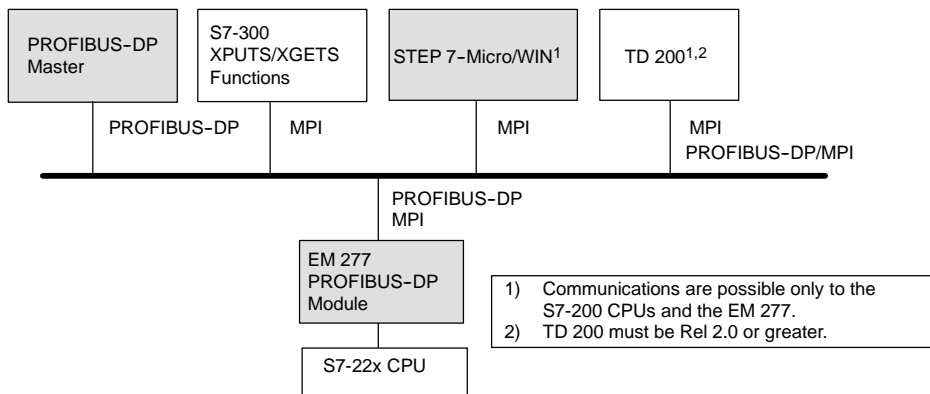 PROFIBUS-DP
Master
S7-300
XPUTS/XGETS
Functions
STEP 7-Micro/WIN¹
TD 200¹,²
PROFIBUS-DP
MPI
MPI
MPI
PROFIBUS-DP/MPI
PROFIBUS-DP
MPI
EM 277
PROFIBUS-DP
Module
S7-22x CPU
1) Communications are possible only to the
S7-200 CPUs and the EM 277.
2) TD 200 must be Rel 2.0 or greater.